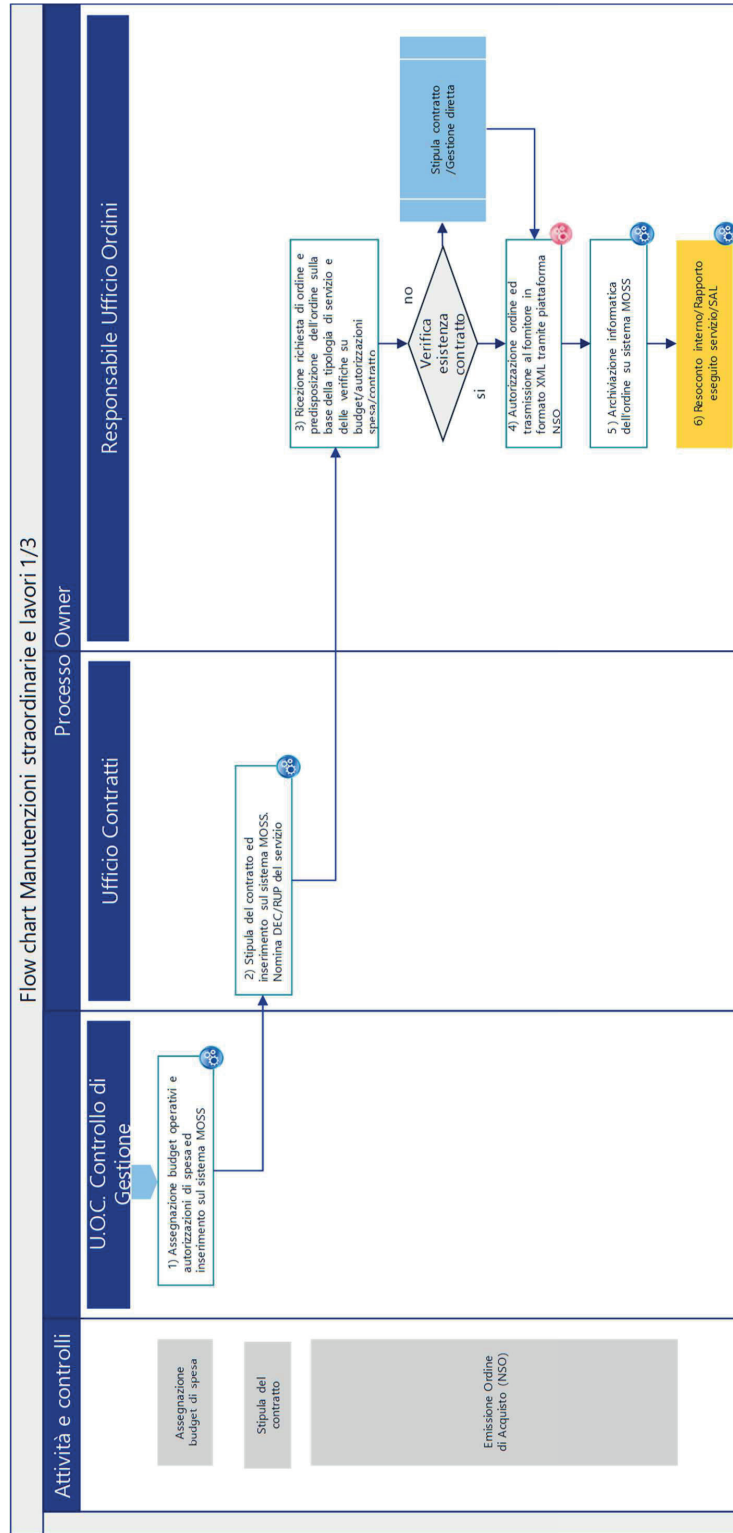 Flow chart Manutenzioni straordinarie e lavori 1/3
Attività e controlli
Processo Owner
U.O.C. Controllo di
Gestione
Ufficio Contratti
Responsabile Ufficio Ordini
Assegnazione
budget di spesa
1) Assegnazione budget operativi e
autorizzazioni di spesa ed
inserimento sul sistema MOSS
Stipula del
contratto
2) Stipula del contratto ed
inserimento sul sistema MOSS.
Nomina DEC/RUP del servizio
Emissione Ordine
di Acquisto (NSO)
3) Ricezione richiesta di ordine e
predisposizione dell'ordine sulla
base della tipologia di servizio e
delle verifiche su
budget/autorizzazioni
spesa/contratto
Verifica
esistenza
contratto
no
si
Stipula contratto
/Gestione diretta
4) Autorizzazione ordine ed
trasmissione al fornitore in
formato XML tramite piattaforma
NSO
5 ) Archiviazione informatica
dell'ordine su sistema MOSS
6) Resoconto interno/Rapporto
eseguito servizio/SAL